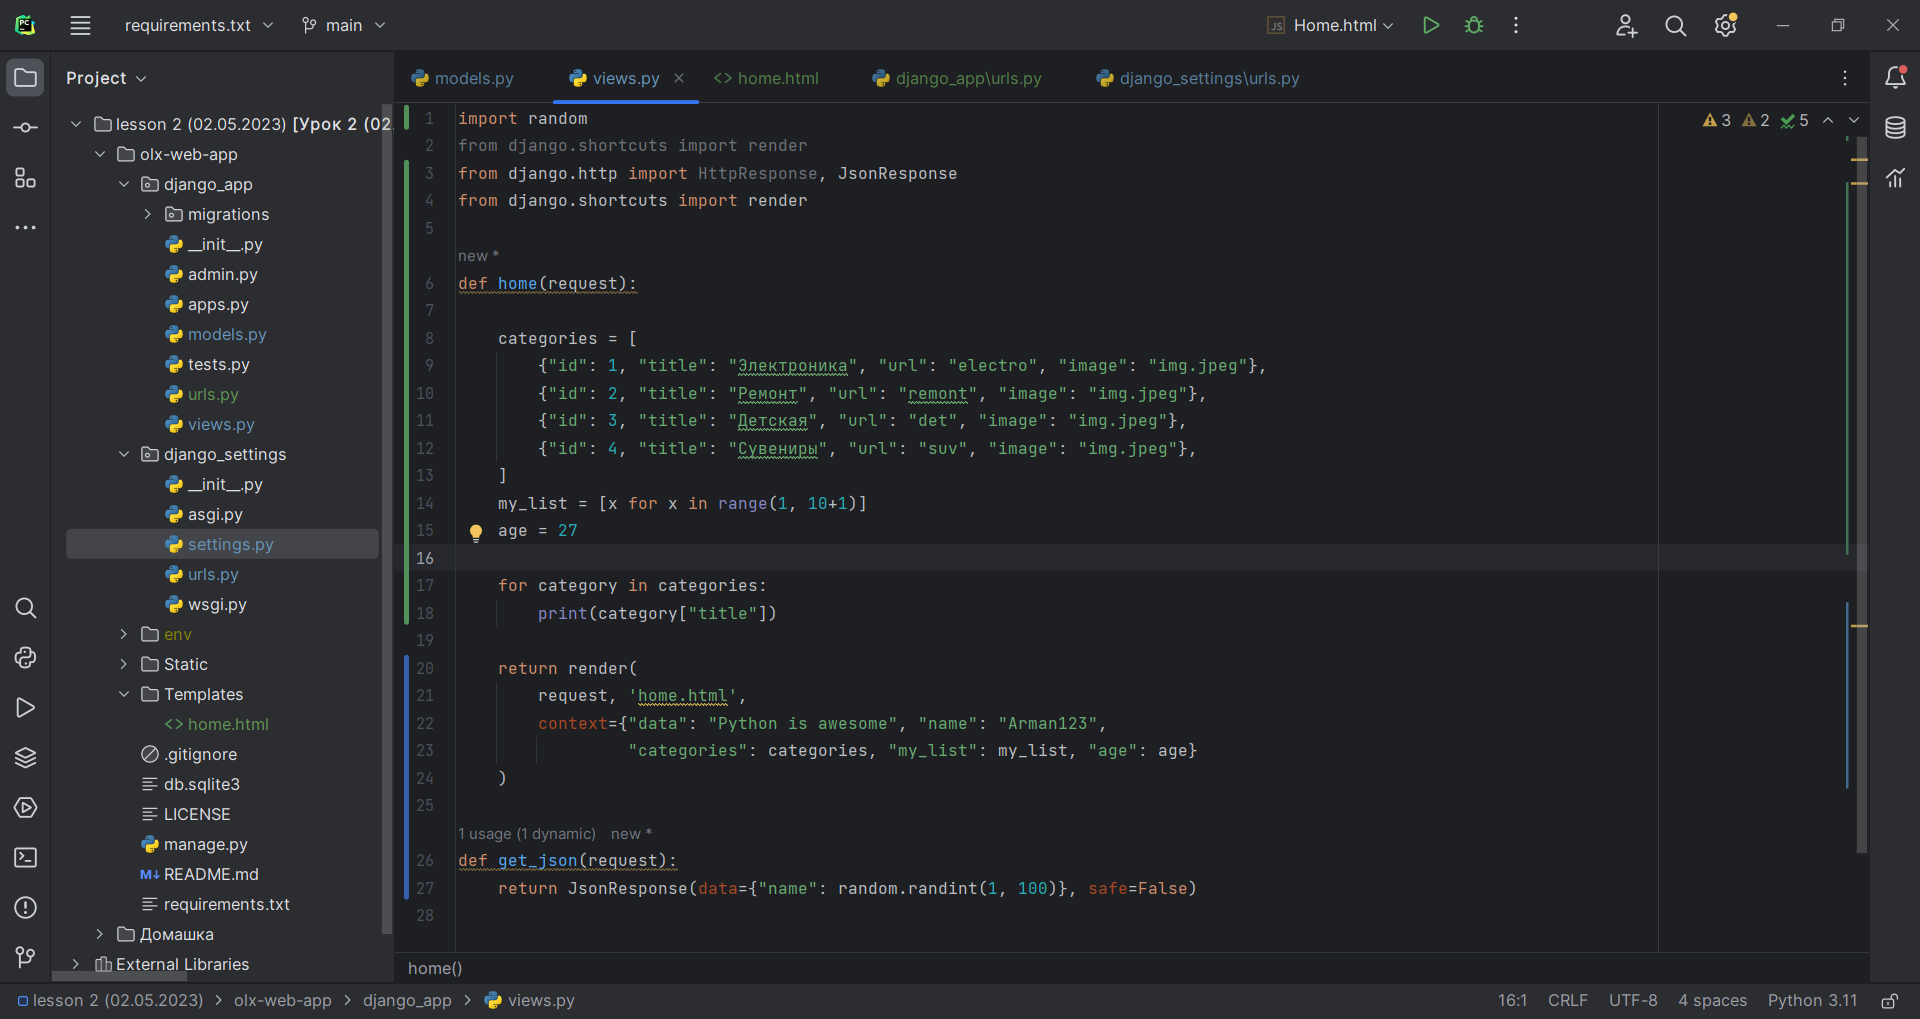 requirements.txt main Home.html
Project
models.py views.py home.html django_app\urls.py django_settings\urls.py
lesson 2 (02.05.2023) [Урок 2 (02
olx-web-app
django_app
migrations
__init__.py
admin.py
apps.py
models.py
tests.py
urls.py
views.py
django_settings
__init__.py
asgi.py
settings.py
urls.py
wsgi.py
env
Static
Templates
home.html
.gitignore
db.sqlite3
LICENSE
manage.py
README.md
requirements.txt
Домашка
External Libraries
3 2 5
1 import random
2 from django.shortcuts import render
3 from django.http import HttpResponse, JsonResponse
4 from django.shortcuts import render
5
new *
6 def home(request):
7
8 categories = [
9 {"id": 1, "title": "Электроника", "url": "electro", "image": "img.jpeg"},
10 {"id": 2, "title": "Ремонт", "url": "remont", "image": "img.jpeg"},
11 {"id": 3, "title": "Детская", "url": "det", "image": "img.jpeg"},
12 {"id": 4, "title": "Сувениры", "url": "suv", "image": "img.jpeg"},
13 ]
14 my_list = [x for x in range(1, 10+1)]
15 age = 27
16
17 for category in categories:
18 print(category["title"])
19
20 return render(
21 request, 'home.html',
22 context={"data": "Python is awesome", "name": "Arman123",
23 "categories": categories, "my_list": my_list, "age": age}
24 )
25
1 usage (1 dynamic) new *
26 def get_json(request):
27 return JsonResponse(data={"name": random.randint(1, 100)}, safe=False)
28
home()
lesson 2 (02.05.2023) > olx-web-app > django_app > views.py
16:1 CRLF UTF-8 4 spaces Python 3.11